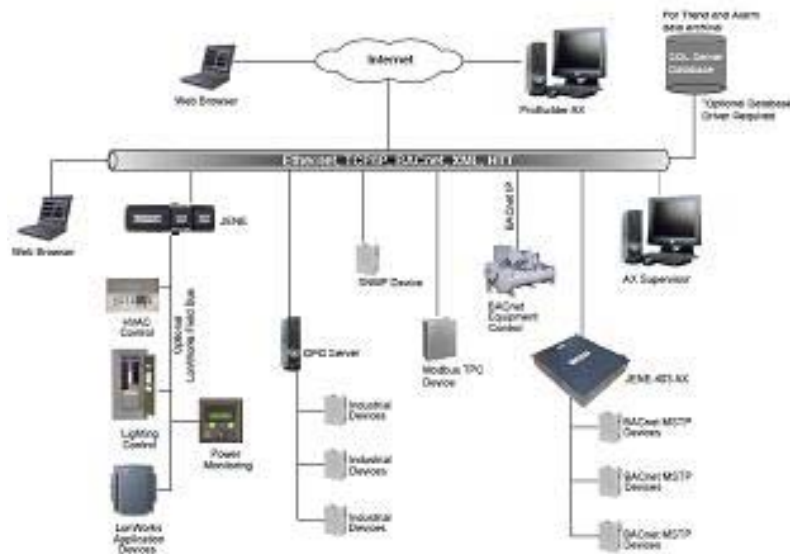 For Trend and Alarm
data archival
SQL Server
Database
*Optional Database
Driver Required
Internet
Web Browser
ProBuilder AX
Ethernet, TCP/IP, BACnet, XML, HTT
Web Browser
JENE
BACnet IP
SNMP Device
AX Supervisor
HVAC
Control
Optional
LonWorks Field Bus
BACnet
Equipment
Control
OPC Server
Modbus TPC
Device
JENE-403-AX
Lighting
Control
Power
Monitoring
Industrial
Devices
Industrial
Devices
Industrial
Devices
BACnet MSTP
Devices
BACnet MSTP
Devices
BACnet MSTP
Devices
LonWorks
Application
Devices